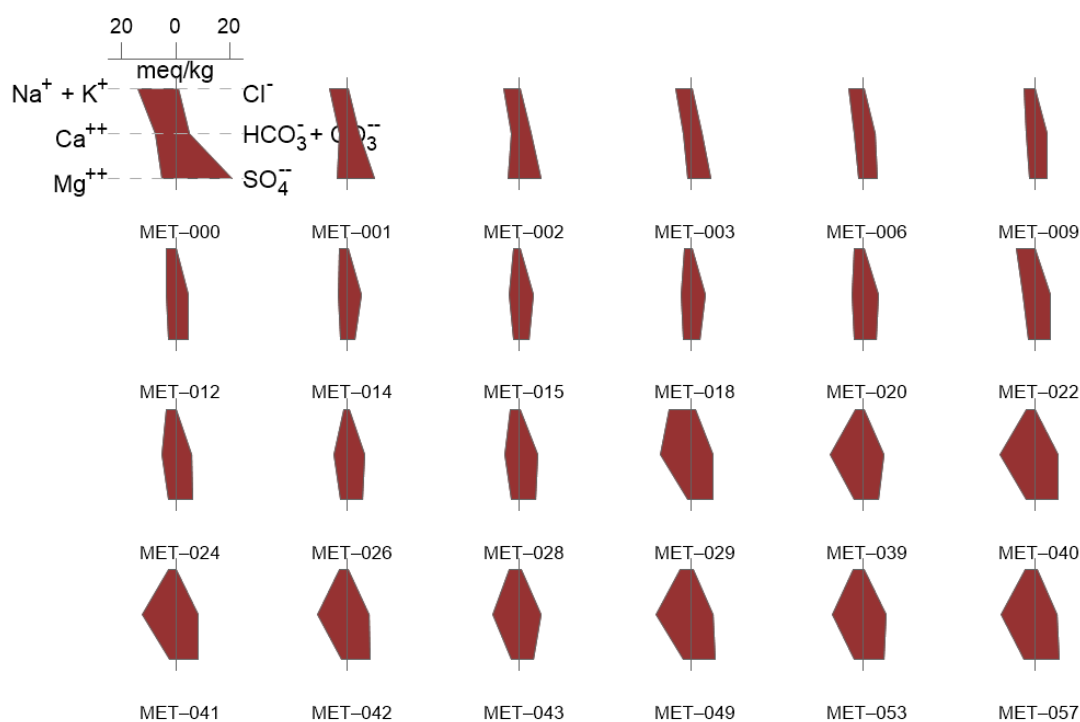 20 0 20
meq/kg
Na⁺ + K⁺ Cl⁻
Ca⁺⁺ HCO₃⁻ + CO₃⁻⁻
Mg⁺⁺ SO₄⁻⁻
MET–000 MET–001 MET–002 MET–003 MET–006 MET–009
MET–012 MET–014 MET–015 MET–018 MET–020 MET–022
MET–024 MET–026 MET–028 MET–029 MET–039 MET–040
MET–041 MET–042 MET–043 MET–049 MET–053 MET–057